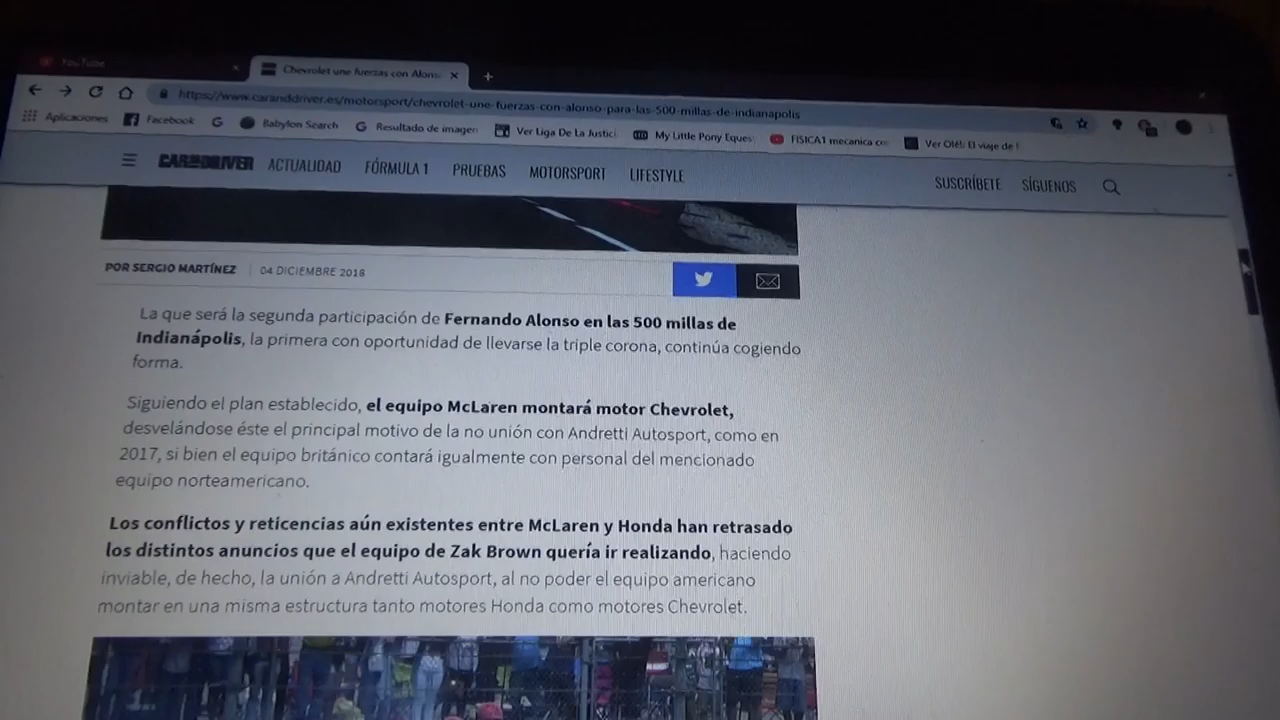 YouTube
Chevrolet une fuerzas con Alons
https://www.caranddriver.es/motorsport/chevrolet-une-fuerzas-con-alonso-para-las-500-millas-de-indianapolis
Aplicaciones Facebook Babylon Search Resultado de imagen Ver Liga De La Justici My Little Pony Eques FISICA1 mecanica co Ver Olé!: El viaje de
CAR AND DRIVER ACTUALIDAD FÓRMULA 1 PRUEBAS MOTORSPORT LIFESTYLE SUSCRÍBETE SÍGUENOS
POR SERGIO MARTÍNEZ | 04 DICIEMBRE 2018
La que será la segunda participación de Fernando Alonso en las 500 millas de
Indianápolis, la primera con oportunidad de llevarse la triple corona, continúa cogiendo
forma.
Siguiendo el plan establecido, el equipo McLaren montará motor Chevrolet,
desvelándose éste el principal motivo de la no unión con Andretti Autosport, como en
2017, si bien el equipo británico contará igualmente con personal del mencionado
equipo norteamericano.
Los conflictos y reticencias aún existentes entre McLaren y Honda han retrasado
los distintos anuncios que el equipo de Zak Brown quería ir realizando, haciendo
inviable, de hecho, la unión a Andretti Autosport, al no poder el equipo americano
montar en una misma estructura tanto motores Honda como motores Chevrolet.